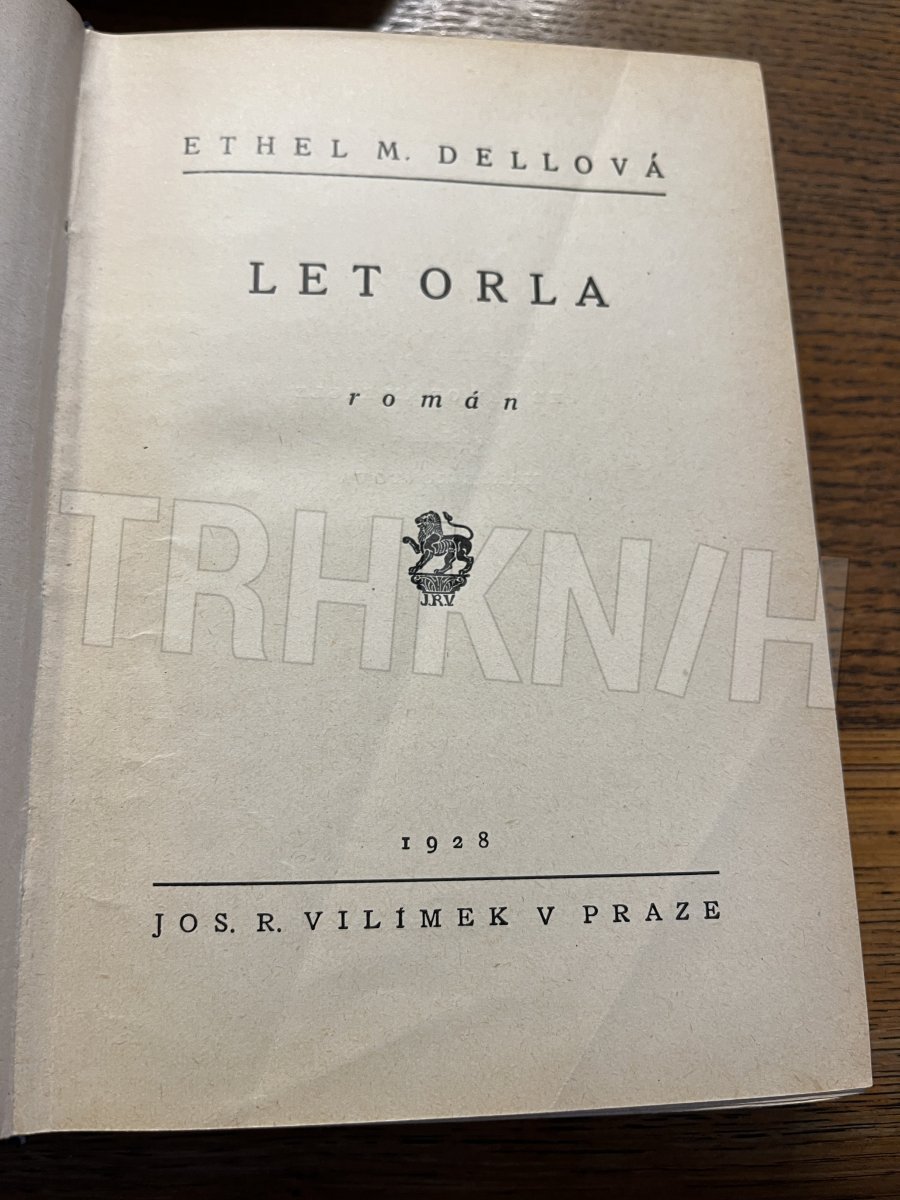 ETHEL M. DELLOVÁ
LET ORLA
román
TRHKNIH
J.R.V.
1928
JOS. R. VILÍMEK V PRAZE